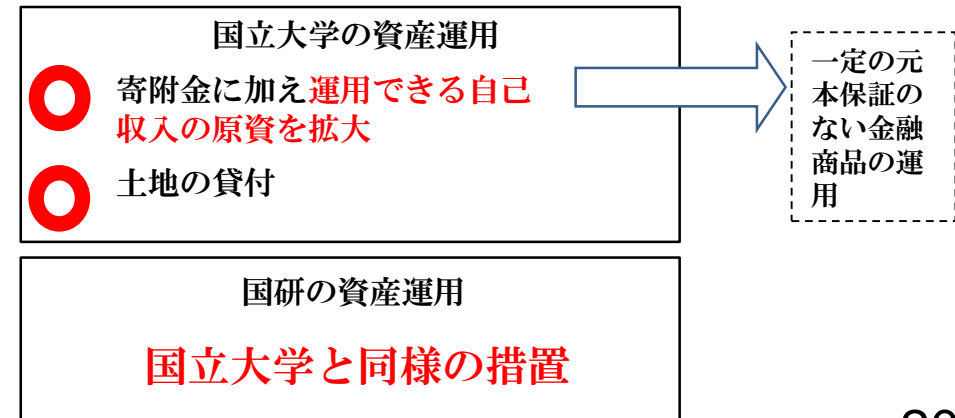 国立大学の資産運用
寄附金に加え運用できる自己
収入の原資を拡大
土地の貸付
一定の元
本保証の
ない金融
商品の運
用
国研の資産運用
国立大学と同様の措置